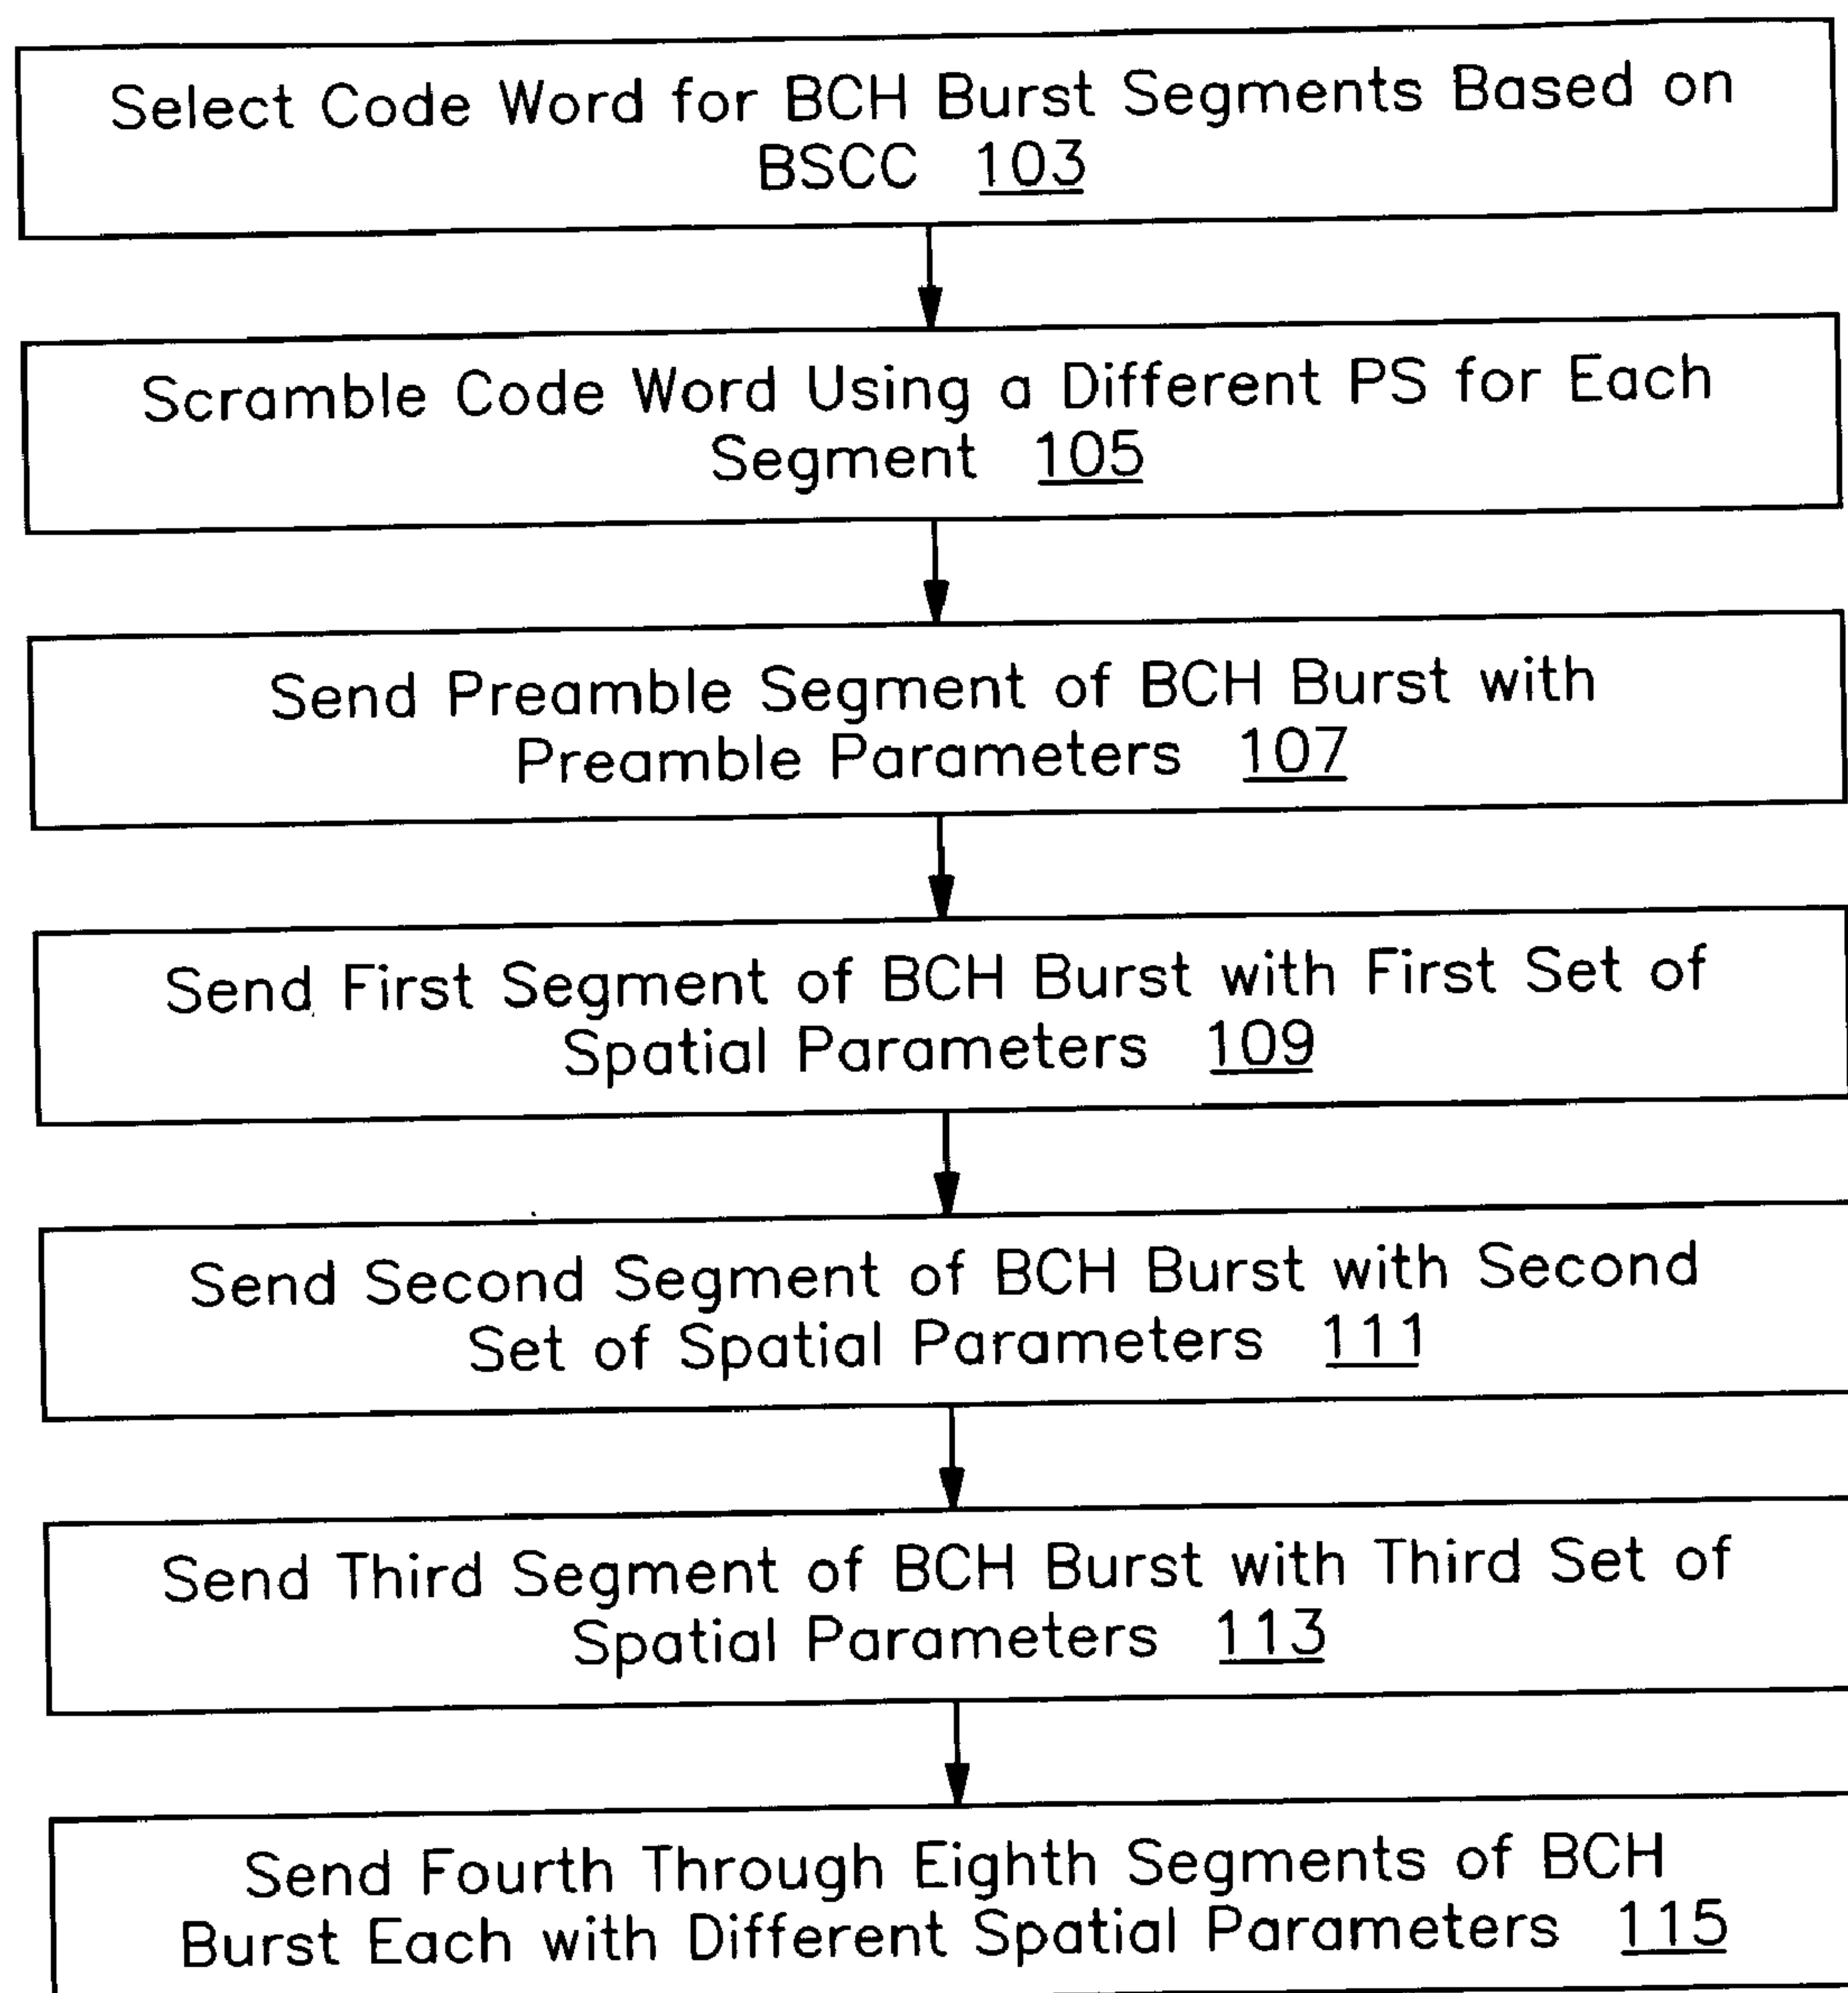 Select Code Word for BCH Burst Segments Based on
BSCC 103
Scramble Code Word Using a Different PS for Each
Segment 105
Send Preamble Segment of BCH Burst with
Preamble Parameters 107
Send First Segment of BCH Burst with First Set of
Spatial Parameters 109
Send Second Segment of BCH Burst with Second
Set of Spatial Parameters 111
Send Third Segment of BCH Burst with Third Set of
Spatial Parameters 113
Send Fourth Through Eighth Segments of BCH
Burst Each with Different Spatial Parameters 115